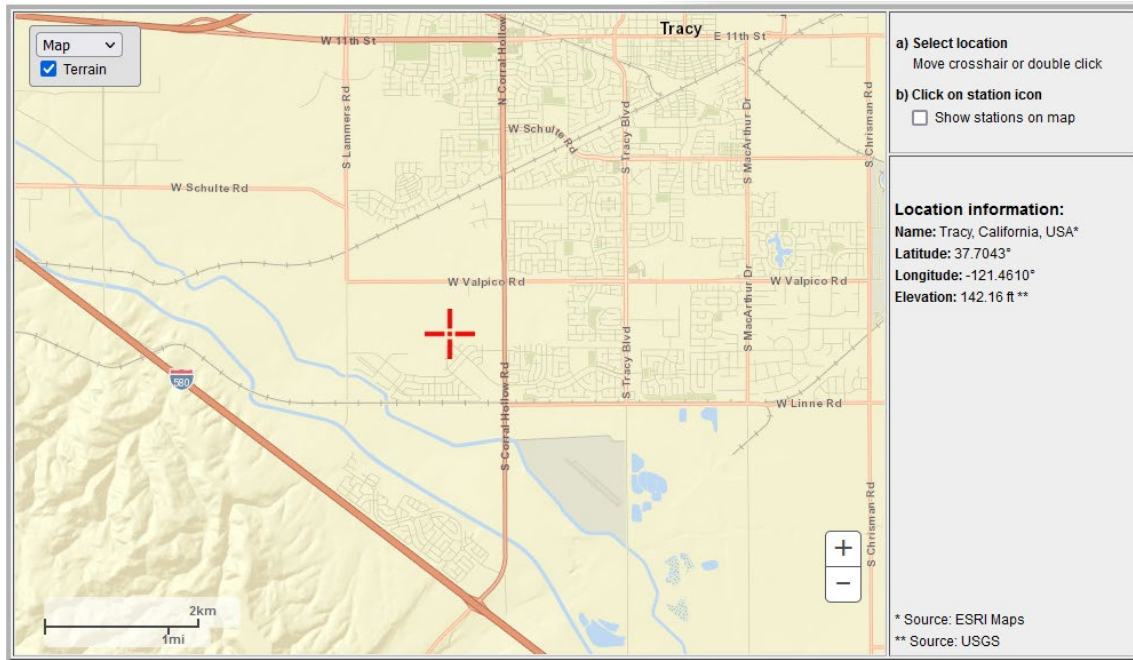 Map
Terrain
Tracy
W 11th St
E 11th St
N Corral Hollow
S Lammers Rd
W Schulte Rd
S Tracy Blvd
S MacArthur Dr
S Chrisman Rd
W Schulte Rd
W Valpico Rd
W Valpico Rd
S MacArthur Dr
S Tracy Blvd
580
S Corral Hollow Rd
W Linne Rd
S Corral Hollow Rd
S Chrisman Rd
+
−
2km
1mi
a) Select location
Move crosshair or double click
b) Click on station icon
Show stations on map
Location information:
Name: Tracy, California, USA*
Latitude: 37.7043°
Longitude: -121.4610°
Elevation: 142.16 ft **
* Source: ESRI Maps
** Source: USGS